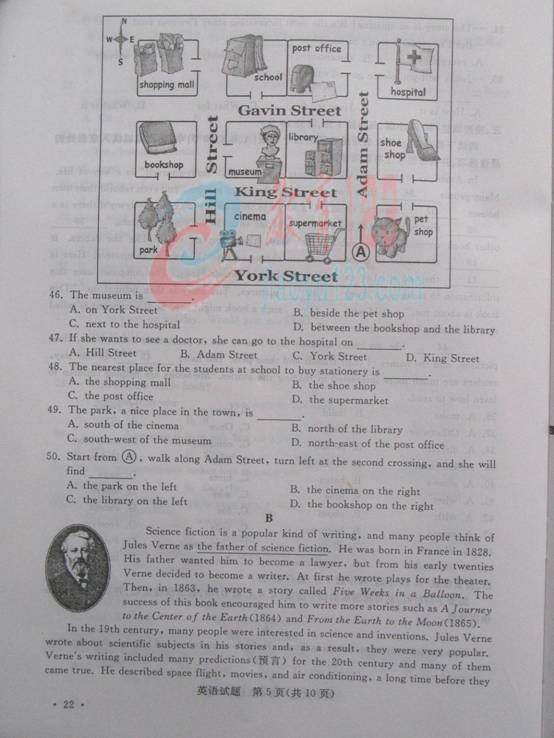 N
W E
S
shopping mall
school
post office
hospital
Gavin Street
Hill Street
Adam Street
bookshop
museum
library
shoe shop
King Street
park
cinema
supermarket
pet shop
A
York Street
46. The museum is ______.
A. on York Street
B. beside the pet shop
C. next to the hospital
D. between the bookshop and the library
47. If she wants to see a doctor, she can go to the hospital on ______.
A. Hill Street B. Adam Street C. York Street D. King Street
48. The nearest place for the students at school to buy stationery is ______.
A. the shopping mall
B. the shoe shop
C. the post office
D. the supermarket
49. The park, a nice place in the town, is ______.
A. south of the cinema
B. north of the library
C. south-west of the museum
D. north-east of the post office
50. Start from Ⓐ, walk along Adam Street, turn left at the second crossing, and she will
find ______.
A. the park on the left
B. the cinema on the right
C. the library on the left
D. the bookshop on the right
B
Science fiction is a popular kind of writing, and many people think of
Jules Verne as the father of science fiction. He was born in France in 1828.
His father wanted him to become a lawyer, but from his early twenties
Verne decided to become a writer. At first he wrote plays for the theater.
Then, in 1863, he wrote a story called Five Weeks in a Balloon. The
success of this book encouraged him to write more stories such as A Journey
to the Center of the Earth (1864) and From the Earth to the Moon (1865).
In the 19th century, many people were interested in science and inventions. Jules Verne
wrote about scientific subjects in his stories and, as a result, they were very popular.
Verne's writing included many predictions(预言) for the 20th century and many of them
came true. He described space flight, movies, and air conditioning, a long time before they
英语试题 第5页(共10页)
· 22 ·